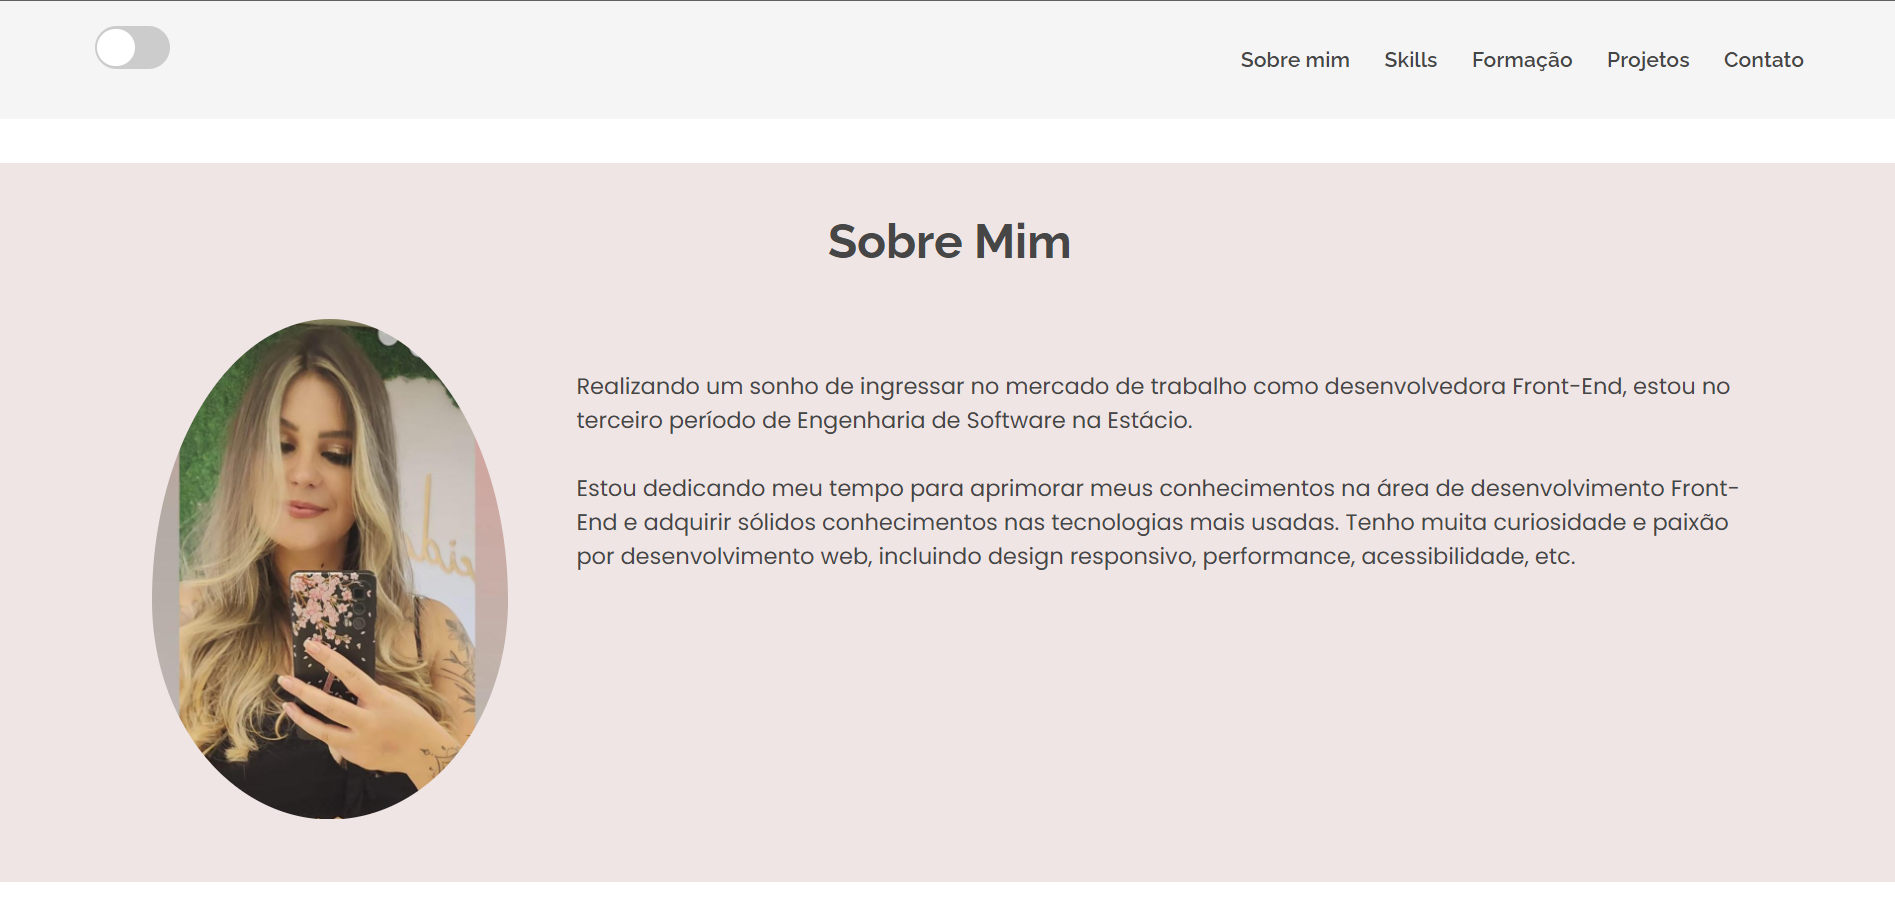 Sobre mim Skills Formação Projetos Contato
Sobre Mim
Realizando um sonho de ingressar no mercado de trabalho como desenvolvedora Front-End, estou no
terceiro período de Engenharia de Software na Estácio.
Estou dedicando meu tempo para aprimorar meus conhecimentos na área de desenvolvimento Front-
End e adquirir sólidos conhecimentos nas tecnologias mais usadas. Tenho muita curiosidade e paixão
por desenvolvimento web, incluindo design responsivo, performance, acessibilidade, etc.